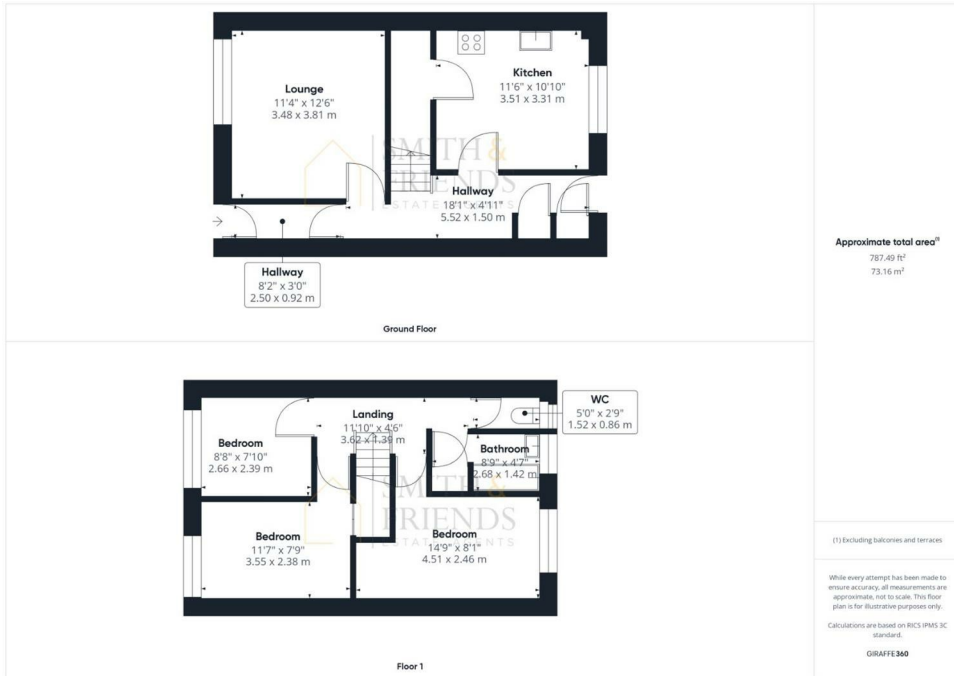 Lounge
11'4" x 12'6"
3.48 x 3.81 m
Kitchen
11'6" x 10'10"
3.51 x 3.31 m
SMITH &
FRIENDS
ESTATE AGENTS
Hallway
18'1" x 4'11"
5.52 x 1.50 m
Hallway
8'2" x 3'0"
2.50 x 0.92 m
Ground Floor
Approximate total area(1)
787.49 ft²
73.16 m²
Landing
11'10" x 4'6"
3.62 x 1.39 m
WC
5'0" x 2'9"
1.52 x 0.86 m
Bedroom
8'8" x 7'10"
2.66 x 2.39 m
Bathroom
8'9" x 4'7"
2.68 x 1.42 m
SMITH &
FRIENDS
ESTATE AGENTS
Bedroom
11'7" x 7'9"
3.55 x 2.38 m
Bedroom
14'9" x 8'1"
4.51 x 2.46 m
Floor 1
(1) Excluding balconies and terraces
While every attempt has been made to
ensure accuracy, all measurements are
approximate, not to scale. This floor
plan is for illustrative purposes only.
Calculations are based on RICS IPMS 3C
standard.
GIRAFFE360